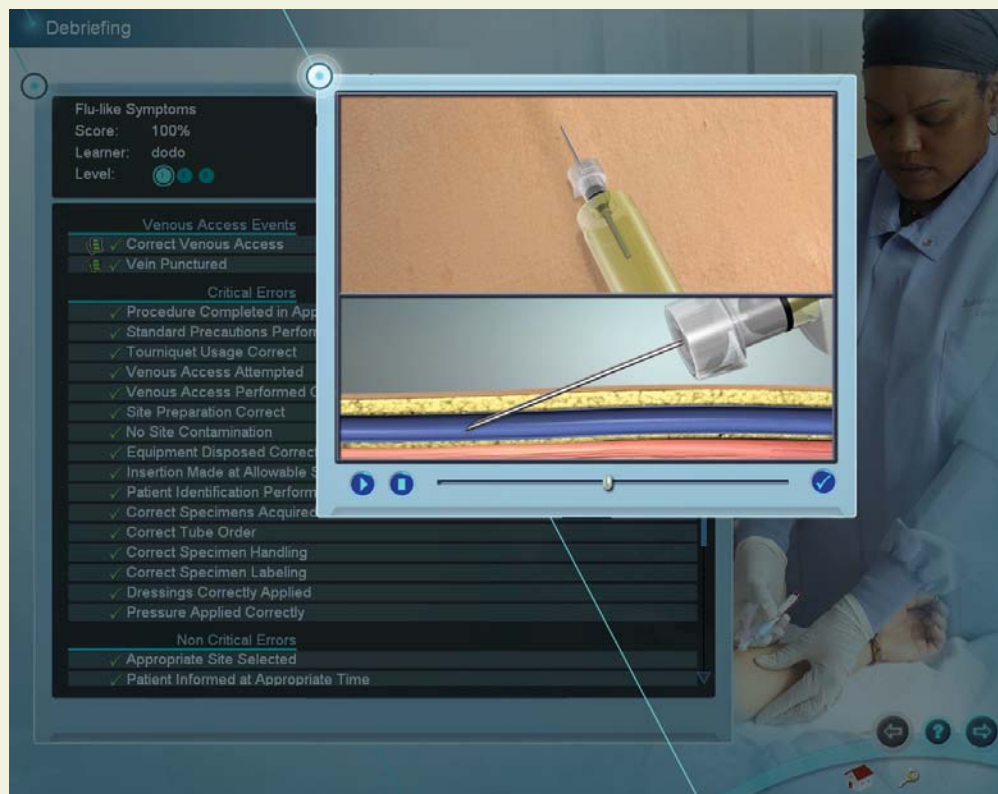 Debriefing
Flu-like Symptoms
Score: 100%
Learner: dodo
Level:
Venous Access Events
Correct Venous Access
Vein Punctured
Critical Errors
Procedure Completed in App
Standard Precautions Perfor
Tourniquet Usage Correct
Venous Access Attempted
Venous Access Performed
Site Preparation Correct
No Site Contamination
Equipment Disposed Correc
Insertion Made at Allowable S
Patient Identification Perform
Correct Specimens Acquired
Correct Tube Order
Correct Specimen Handling
Correct Specimen Labeling
Dressings Correctly Applied
Pressure Applied Correctly
Non Critical Errors
Appropriate Site Selected
Patient Informed at Appropriate Time
?